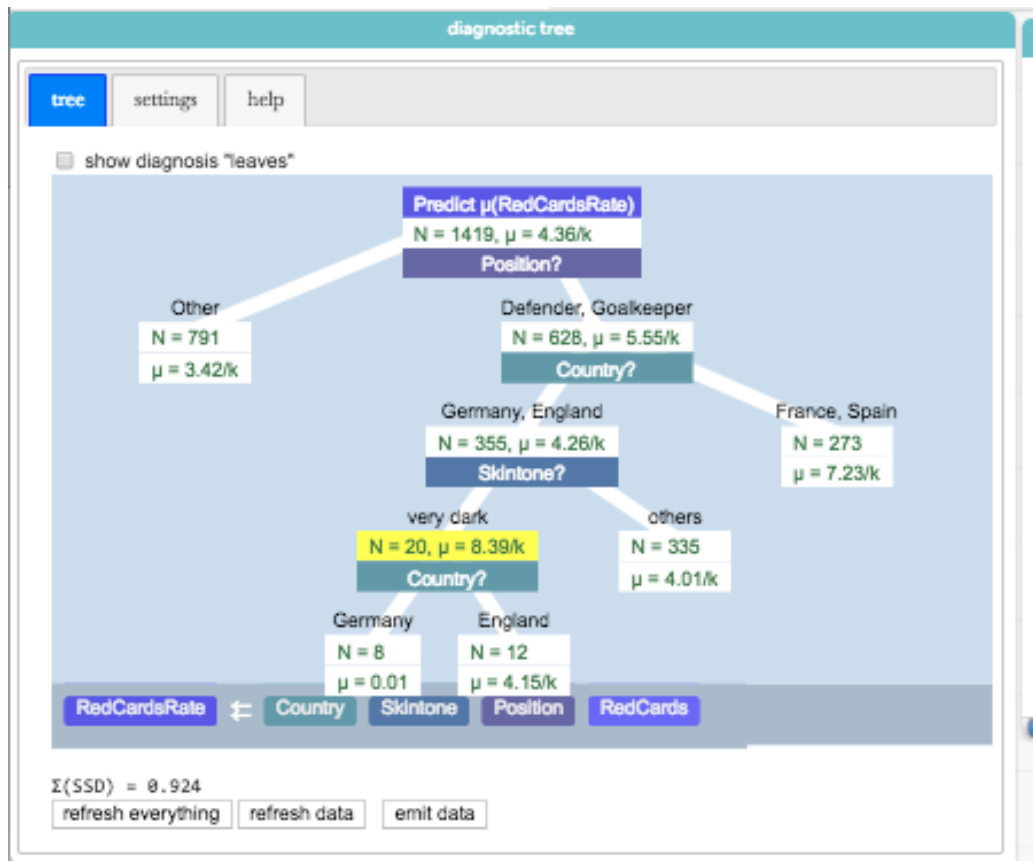 diagnostic tree
tree settings help
show diagnosis "leaves"
Predict μ(RedCardsRate)
N = 1419, μ = 4.36/k
Position?
Other
N = 791
μ = 3.42/k
Defender, Goalkeeper
N = 628, μ = 5.55/k
Country?
Germany, England
N = 355, μ = 4.26/k
Skintone?
France, Spain
N = 273
μ = 7.23/k
very dark
N = 20, μ = 8.39/k
Country?
others
N = 335
μ = 4.01/k
Germany
N = 8
μ = 0.01
England
N = 12
μ = 4.15/k
RedCardsRate ⇇ Country Skintone Position RedCards
Σ(SSD) = 0.924
refresh everything refresh data emit data